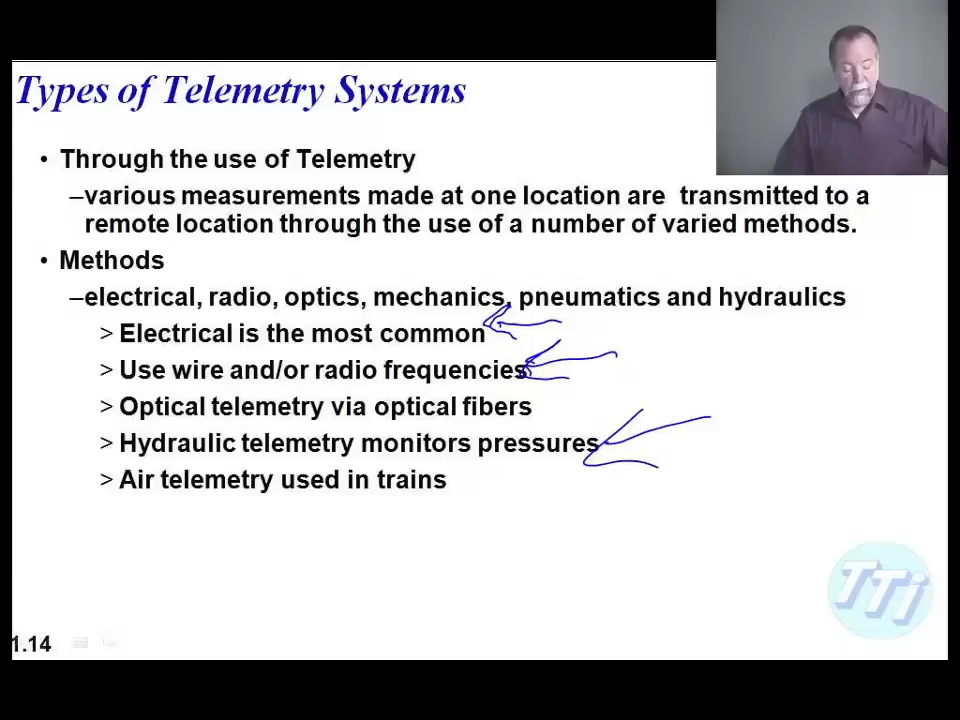 Types of Telemetry Systems
• Through the use of Telemetry
–various measurements made at one location are transmitted to a
remote location through the use of a number of varied methods.
• Methods
–electrical, radio, optics, mechanics, pneumatics and hydraulics
> Electrical is the most common
> Use wire and/or radio frequencies
> Optical telemetry via optical fibers
> Hydraulic telemetry monitors pressures
> Air telemetry used in trains
TTi
1.14